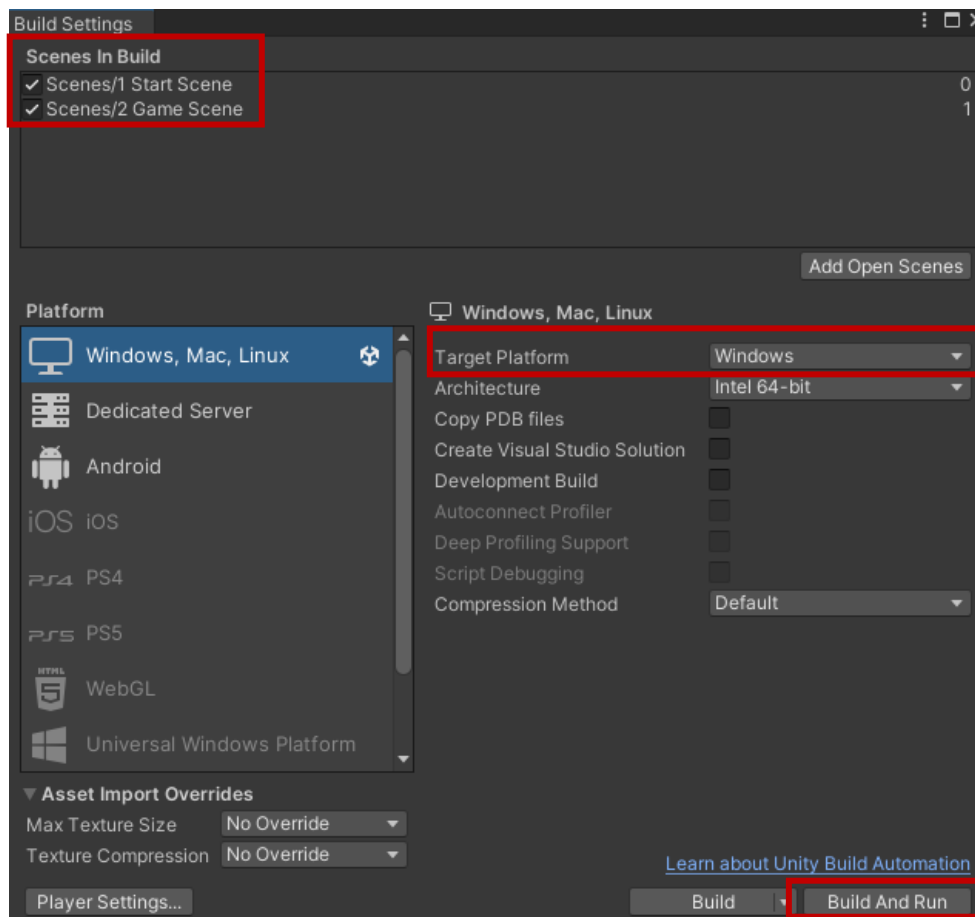 Build Settings
Scenes In Build
Scenes/1 Start Scene 0
Scenes/2 Game Scene 1
Add Open Scenes
Platform
Windows, Mac, Linux
Dedicated Server
Android
iOS iOS
PS4 PS4
PS5 PS5
HTML 5 WebGL
Universal Windows Platform
Windows, Mac, Linux
Target Platform Windows
Architecture Intel 64-bit
Copy PDB files
Create Visual Studio Solution
Development Build
Autoconnect Profiler
Deep Profiling Support
Script Debugging
Compression Method Default
Asset Import Overrides
Max Texture Size No Override
Texture Compression No Override
Learn about Unity Build Automation
Player Settings... Build Build And Run